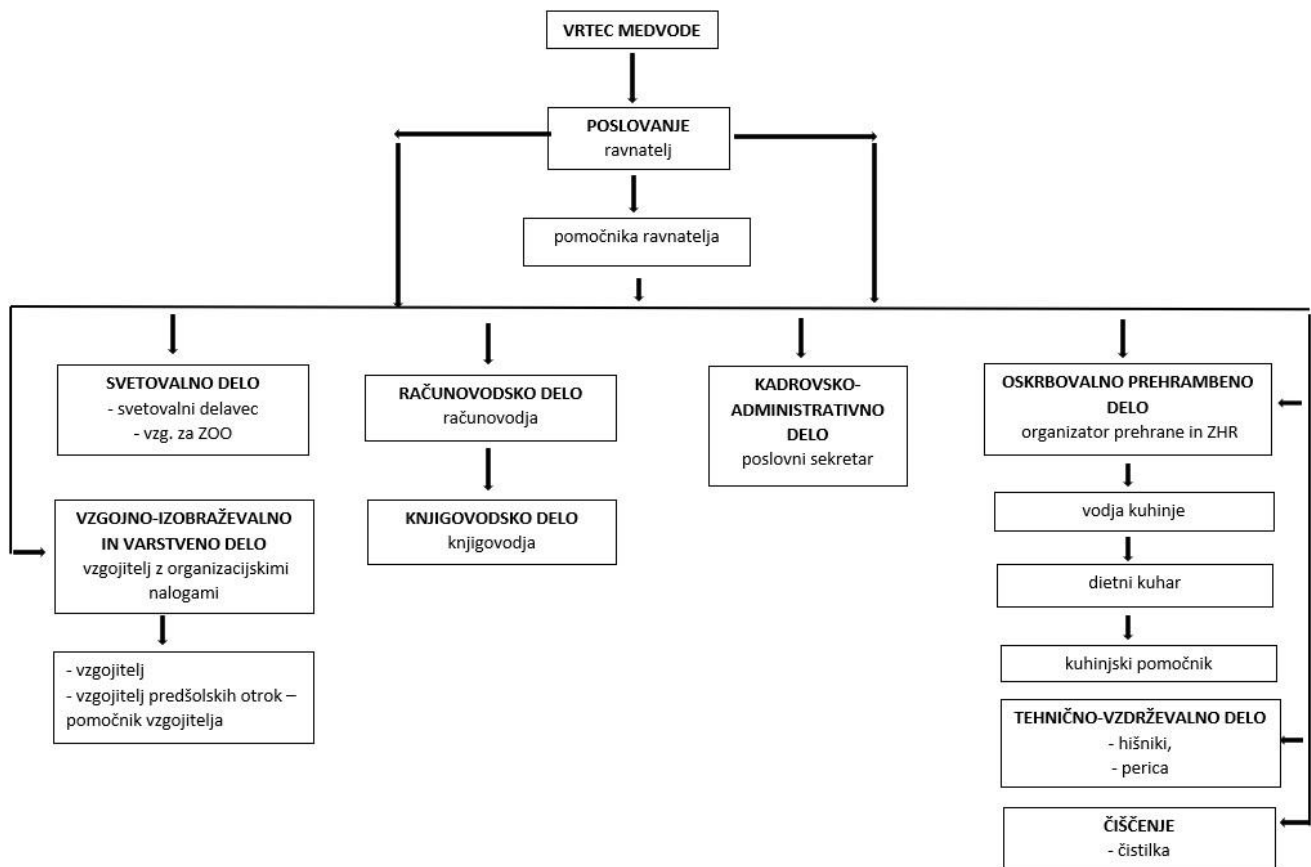 VRTEC MEDVODE
POSLOVANJE
ravnatelj
pomočnika ravnatelja
SVETOVALNO DELO
- svetovalni delavec
- vzg. za ZOO
RAČUNOVODSKO DELO
računovodja
KADROVSKO-
ADMINISTRATIVNO
DELO
poslovni sekretar
OSKRBOVALNO PREHRAMBENO
DELO
organizator prehrane in ZHR
VZGOJNO-IZOBRAŽEVALNO
IN VARSTVENO DELO
vzgojitelj z organizacijskimi
nalogami
KNJIGOVODSKO DELO
knjigovodja
vodja kuhinje
dietni kuhar
- vzgojitelj
- vzgojitelj predšolskih otrok –
pomočnik vzgojitelja
kuhinjski pomočnik
TEHNIČNO-VZDRŽEVALNO DELO
- hišniki,
- perica
ČIŠČENJE
- čistilka